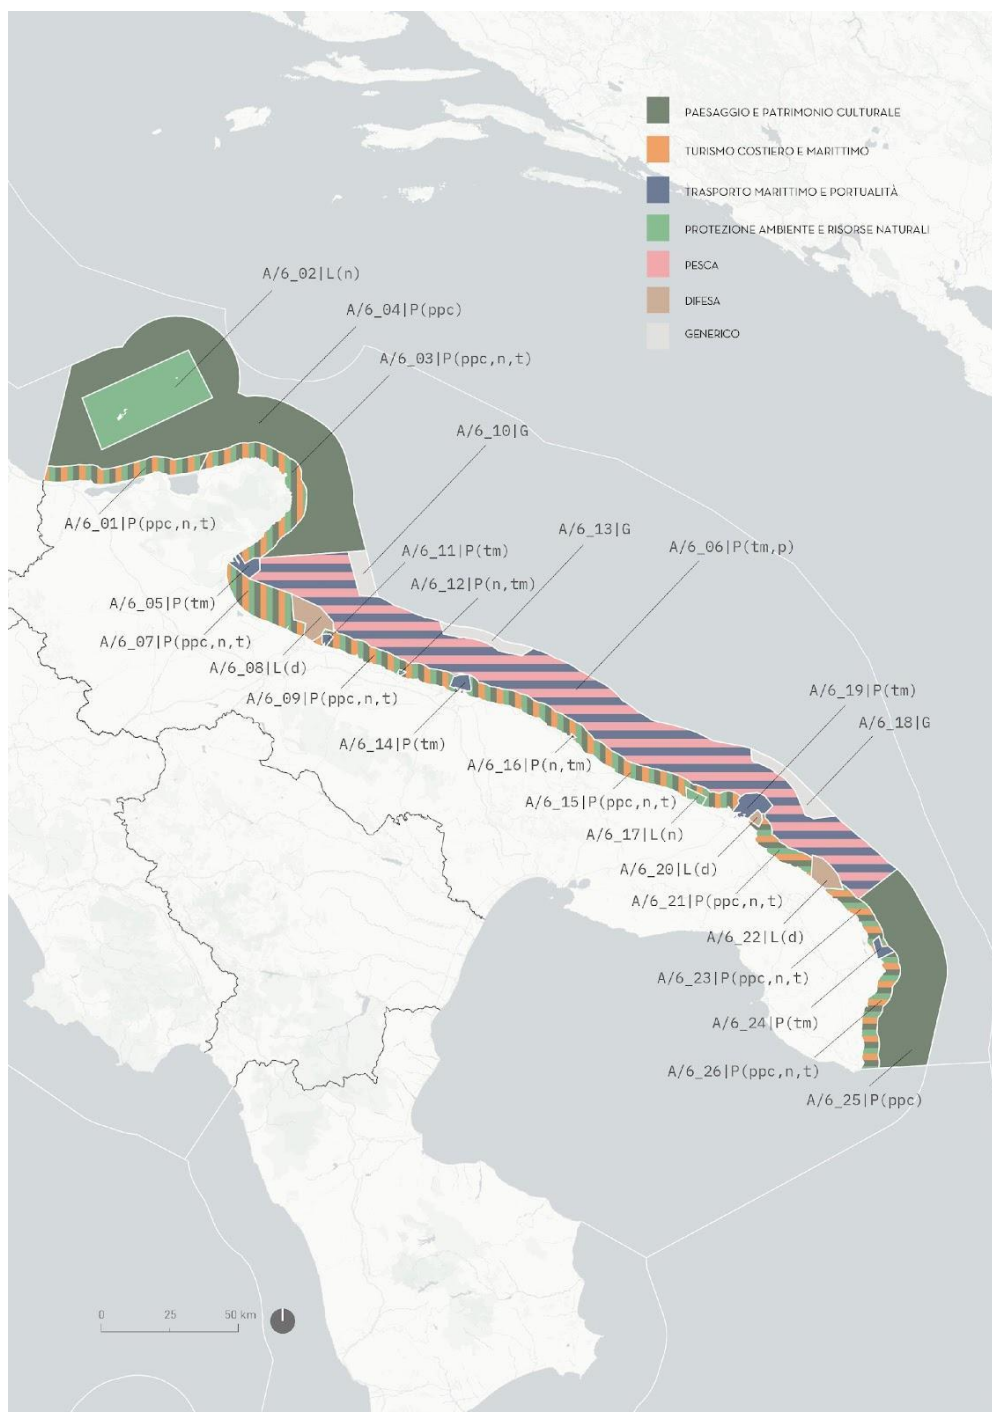 PAESAGGIO E PATRIMONIO CULTURALE
TURISMO COSTIERO E MARITTIMO
TRASPORTO MARITTIMO E PORTUALITÀ
PROTEZIONE AMBIENTE E RISORSE NATURALI
PESCA
DIFESA
GENERICO
A/6_02|L(n)
A/6_04|P(ppc)
A/6_03|P(ppc,n,t)
A/6_10|G
A/6_01|P(ppc,n,t)
A/6_13|G
A/6_11|P(tm)
A/6_06|P(tm,p)
A/6_12|P(n,tm)
A/6_05|P(tm)
A/6_07|P(ppc,n,t)
A/6_08|L(d)
A/6_09|P(ppc,n,t)
A/6_19|P(tm)
A/6_18|G
A/6_14|P(tm)
A/6_16|P(n,tm)
A/6_15|P(ppc,n,t)
A/6_17|L(n)
A/6_20|L(d)
A/6_21|P(ppc,n,t)
A/6_22|L(d)
A/6_23|P(ppc,n,t)
A/6_24|P(tm)
A/6_26|P(ppc,n,t)
A/6_25|P(ppc)
0 25 50 km